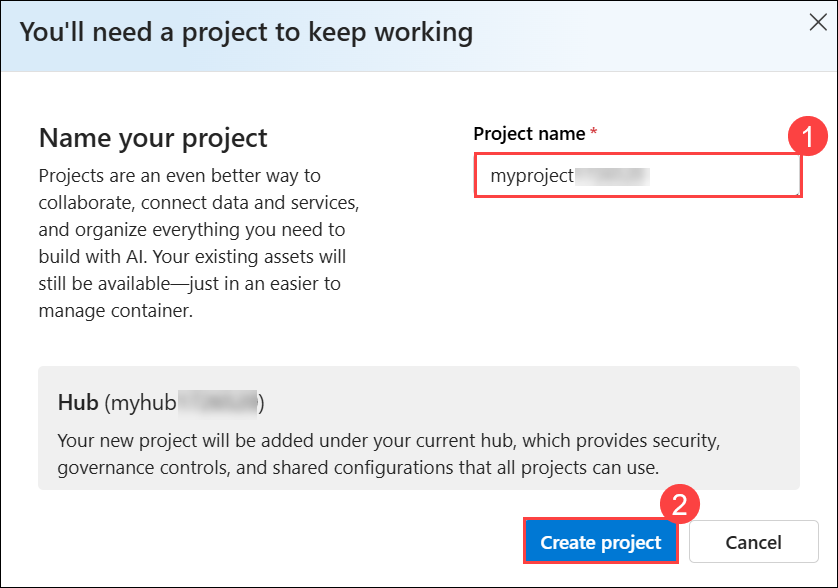 You'll need a project to keep working
Name your project
Projects are an even better way to
collaborate, connect data and services,
and organize everything you need to
build with AI. Your existing assets will
still be available—just in an easier to
manage container.
Project name *
1
myproject
Hub (myhub)
Your new project will be added under your current hub, which provides security,
governance controls, and shared configurations that all projects can use.
2
Create project
Cancel